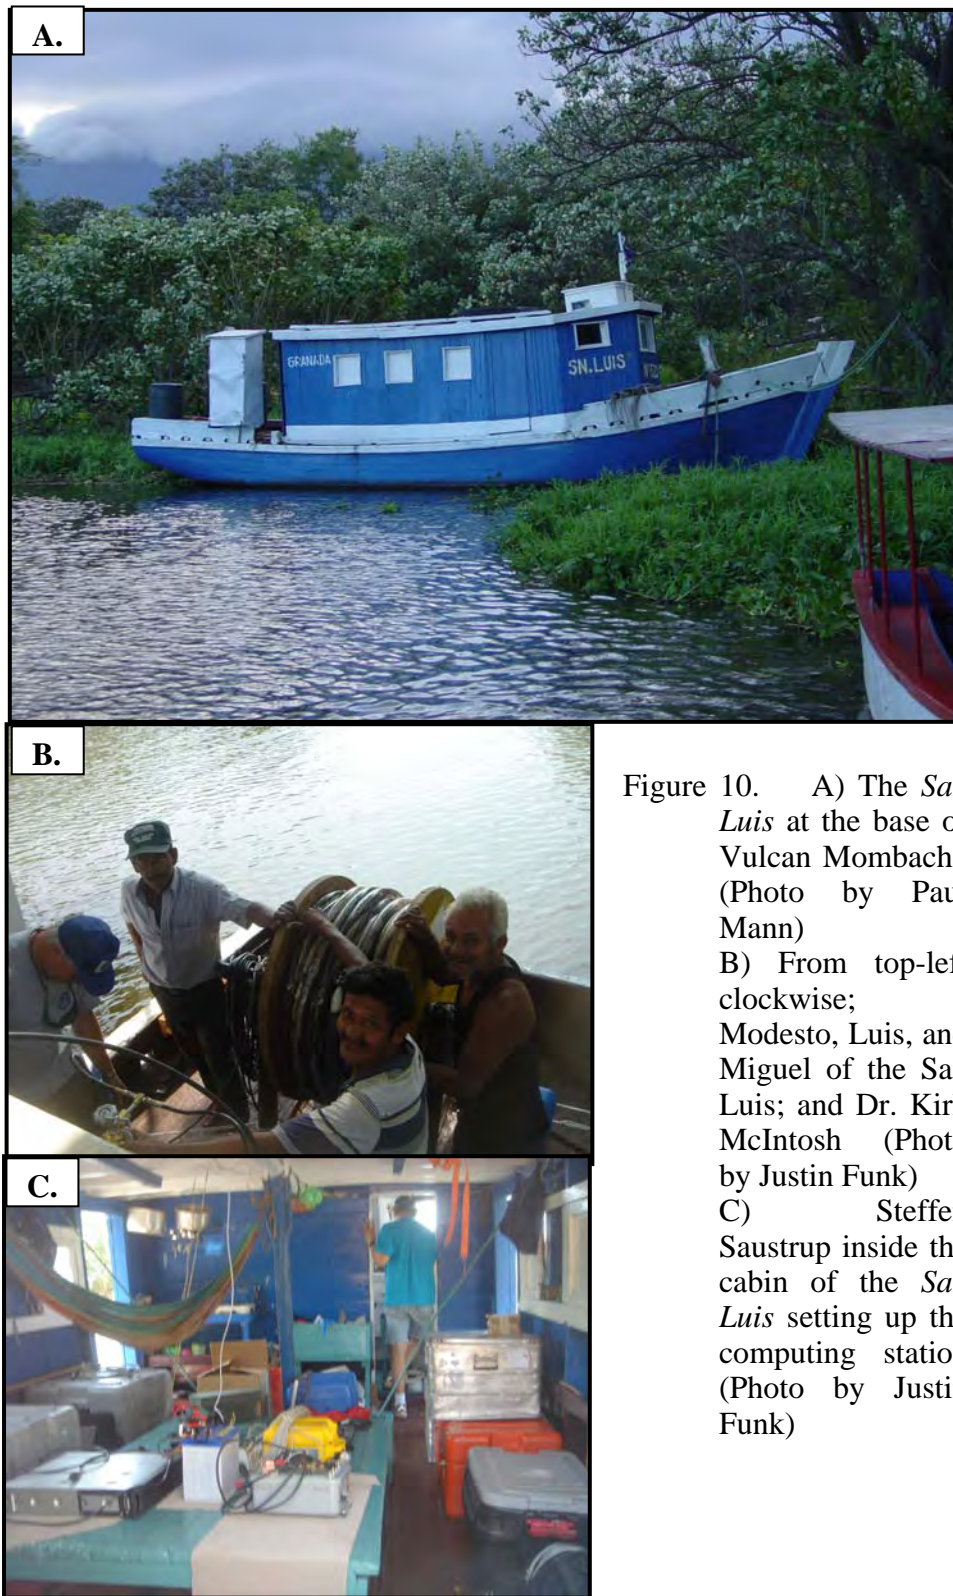 A.
GRANADA
SN.LUIS
B.
C.
Figure 10. A) The Sa
Luis at the base o
Vulcan Mombach
(Photo by Pau
Mann)
B) From top-lef
clockwise;
Modesto, Luis, an
Miguel of the Sa
Luis; and Dr. Kir
McIntosh (Phot
by Justin Funk)
C) Steffe
Saustrup inside th
cabin of the Sa
Luis setting up th
computing statio
(Photo by Justi
Funk)